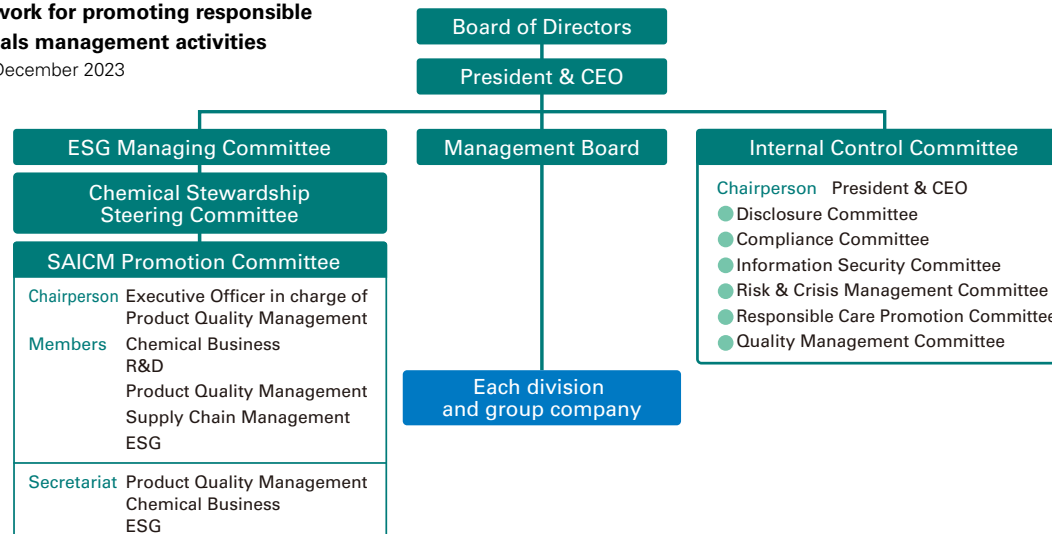 work for promoting responsible
als management activities
December 2023
Board of Directors
President & CEO
ESG Managing Committee
Management Board
Internal Control Committee
Chemical Stewardship
Steering Committee
SAICM Promotion Committee
Chairperson Executive Officer in charge of
Product Quality Management
Members Chemical Business
R&D
Product Quality Management
Supply Chain Management
ESG
Secretariat Product Quality Management
Chemical Business
ESG
Each division
and group company
Chairperson President & CEO
Disclosure Committee
Compliance Committee
Information Security Committee
Risk & Crisis Management Committee
Responsible Care Promotion Committe
Quality Management Committee